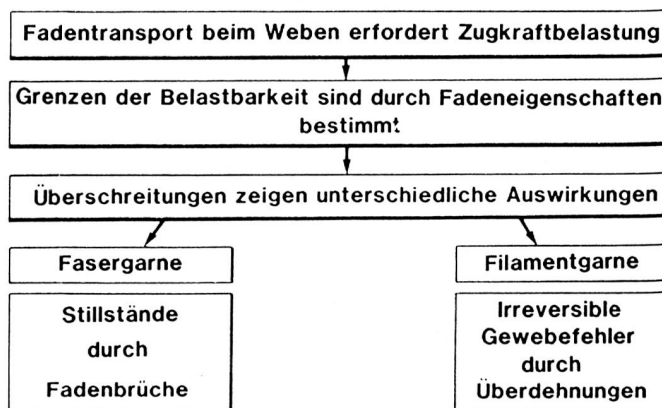 Fadentransport beim Weben erfordert Zugkraftbelastung
Grenzen der Belastbarkeit sind durch Fadeneigenschaften
bestimmt.
Überschreitungen zeigen unterschiedliche Auswirkungen
Fasergarne
Filamentgarne
Stillstände
durch
Fadenbrüche
Irreversible
Gewebefehler
durch
Überdehnungen